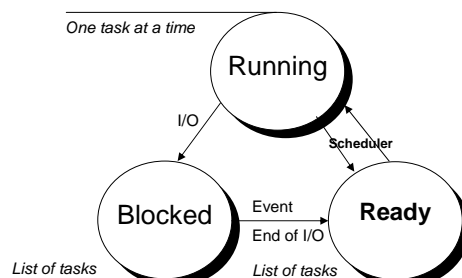 One task at a time
Running
I/O
Scheduler
Blocked
Event
End of I/O
Ready
List of tasks
List of tasks